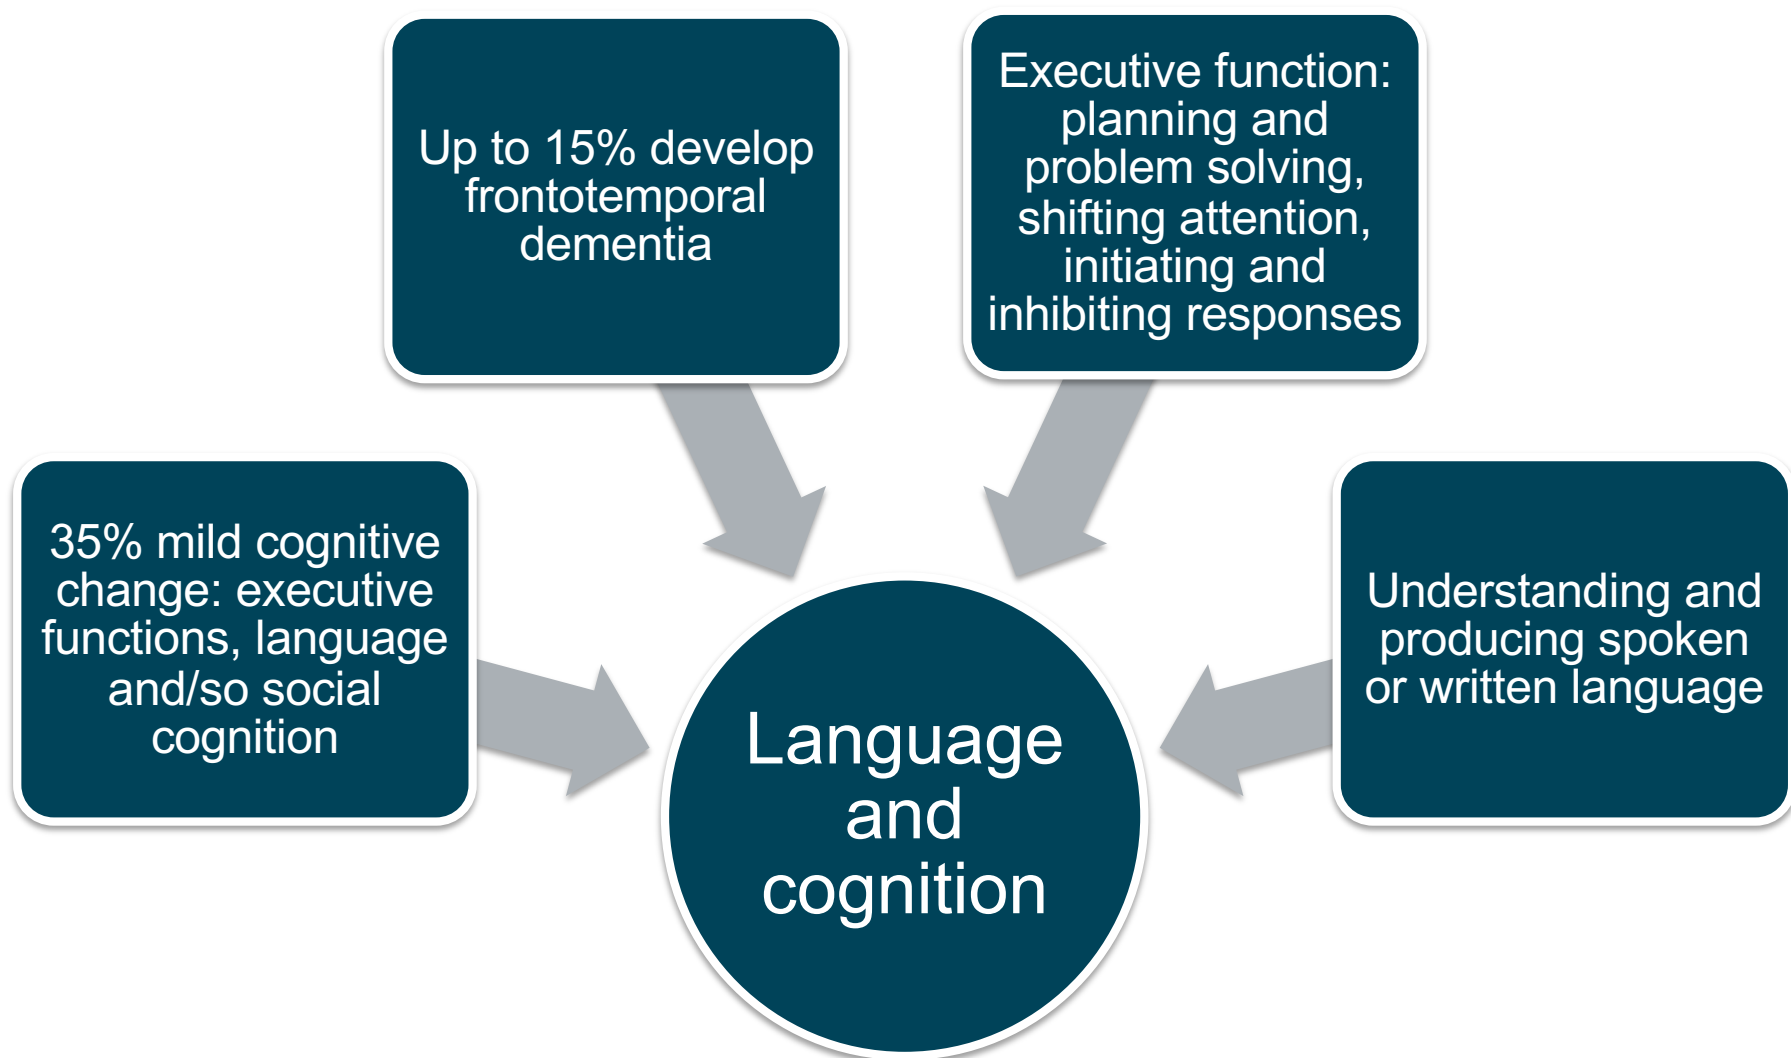 Up to 15% develop
frontotemporal
dementia
Executive function:
planning and
problem solving,
shifting attention,
initiating and
inhibiting responses
35% mild cognitive
change: executive
functions, language
and/so social
cognition
Understanding and
producing spoken
or written language
Language
and
cognition